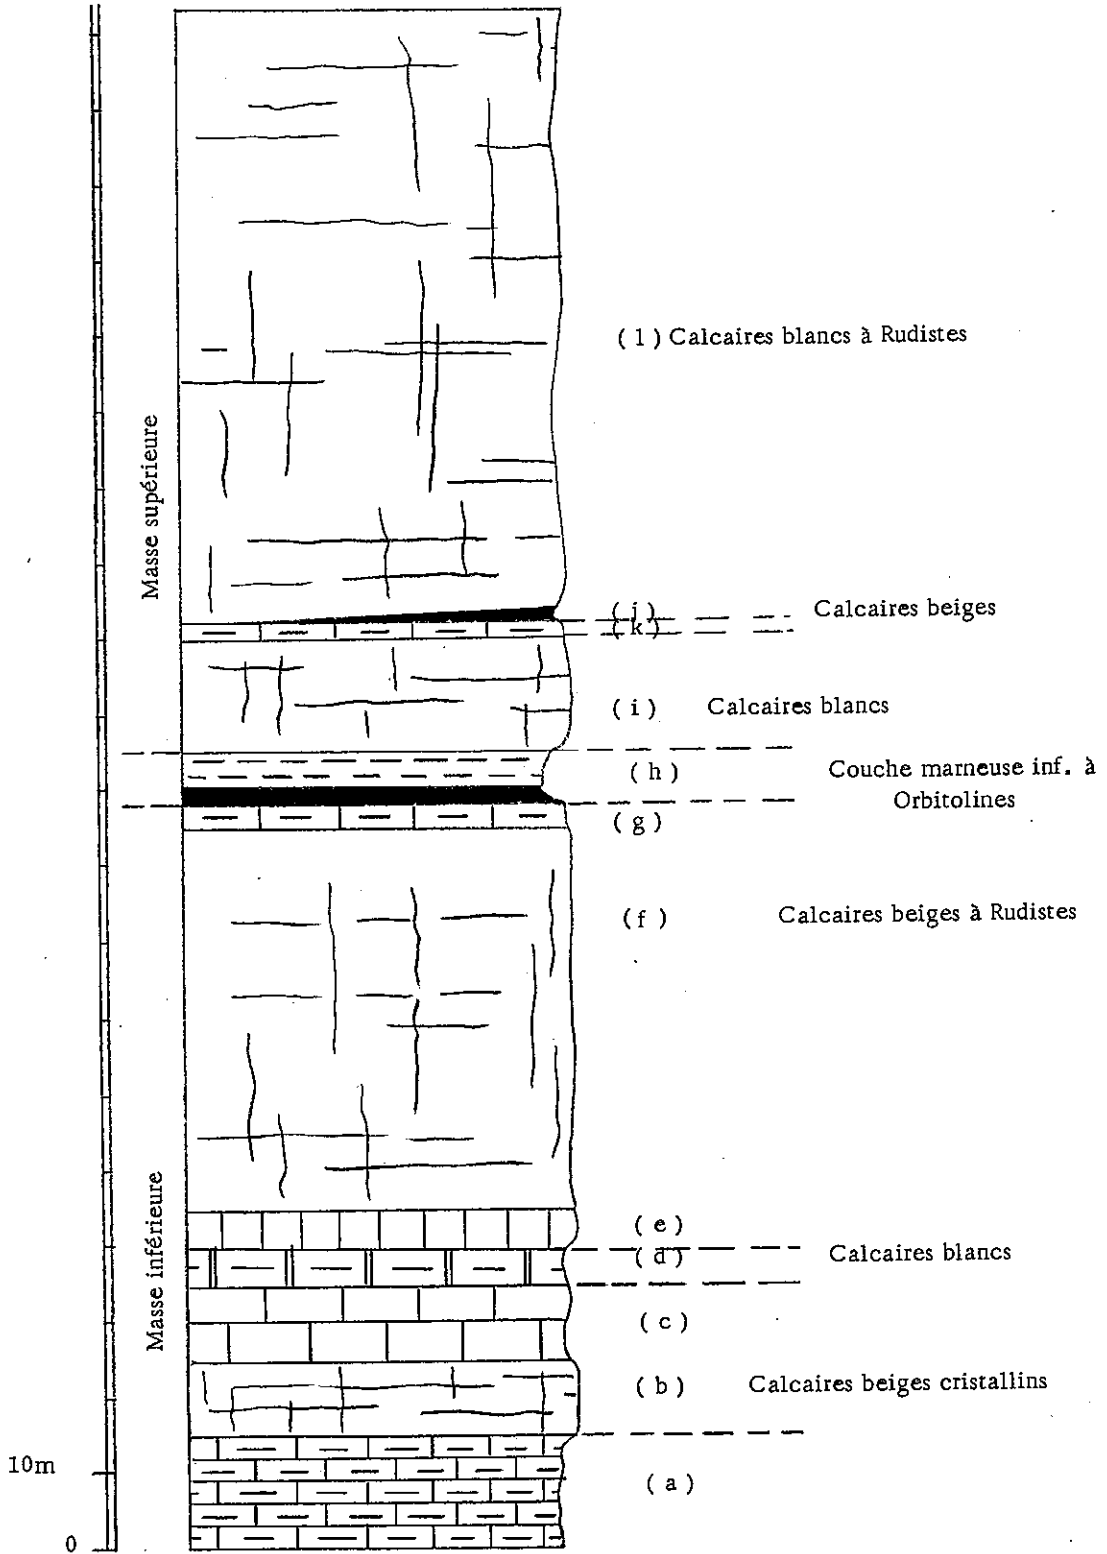 ( l ) Calcaires blancs à Rudistes
Masse supérieure
( j )
Calcaires beiges
( k )
( i )
Calcaires blancs
( h )
Couche marneuse inf. à
Orbitolines
( g )
( f )
Calcaires beiges à Rudistes
Masse inférieure
( e )
( d )
Calcaires blancs
( c )
( b )
Calcaires beiges cristallins
10m
( a )
0